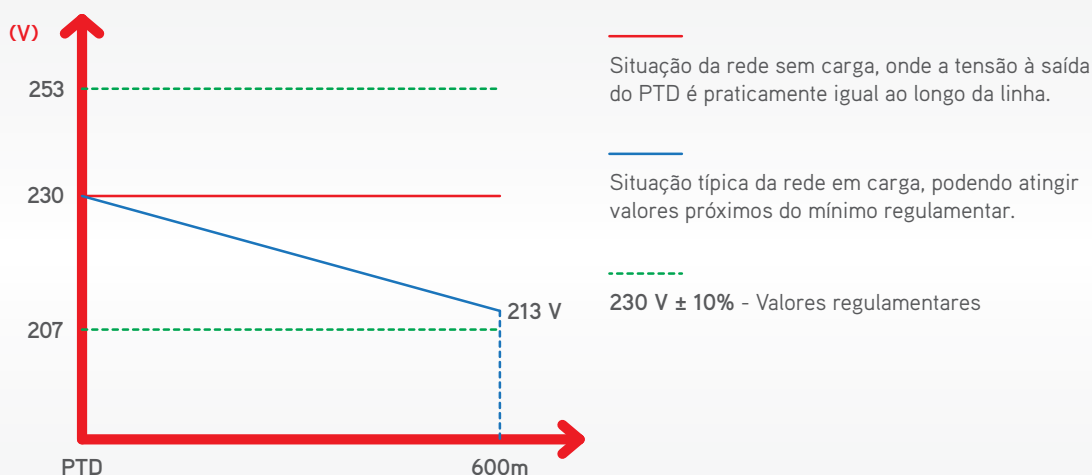 (V)
253
230
207
213 V
PTD
600m
Situação da rede sem carga, onde a tensão à saída
do PTD é praticamente igual ao longo da linha.
Situação típica da rede em carga, podendo atingir
valores próximos do mínimo regulamentar.
230 V ± 10% - Valores regulamentares